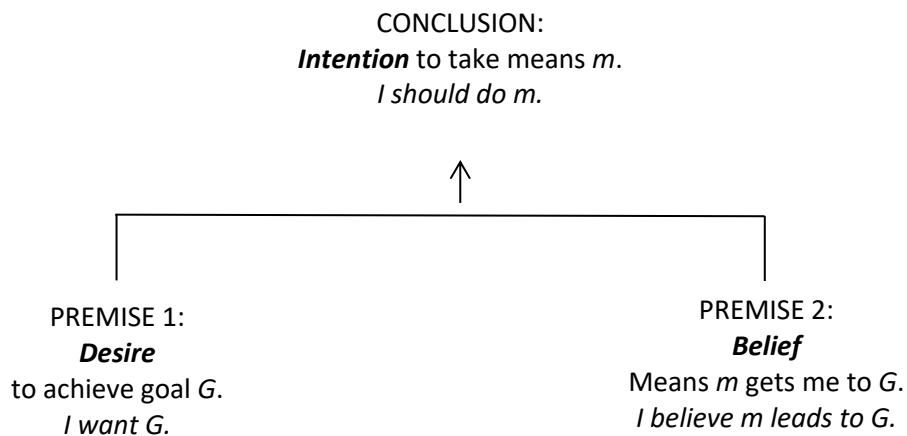 CONCLUSION:
Intention to take means m.
I should do m.
PREMISE 1:
Desire
to achieve goal G.
I want G.
PREMISE 2:
Belief
Means m gets me to G.
I believe m leads to G.